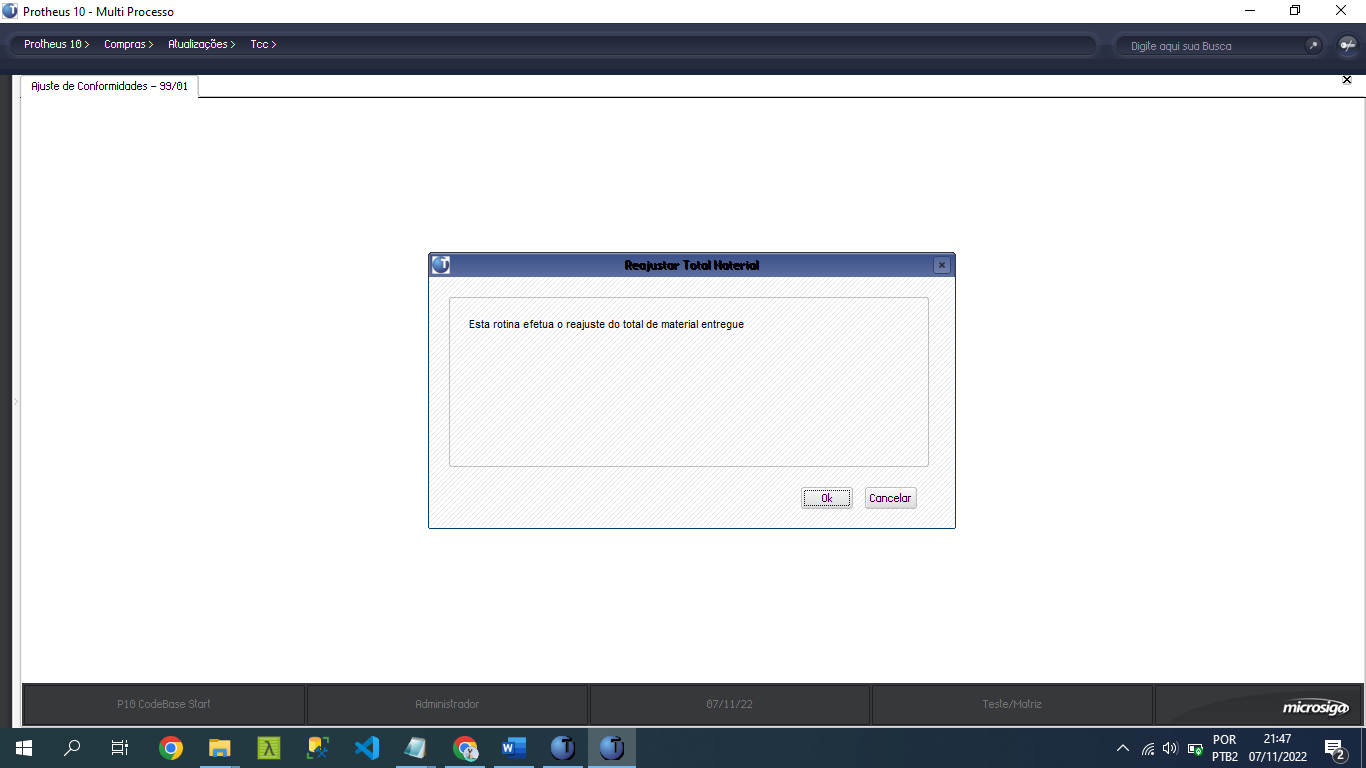 Protheus 10 - Multi Processo
Protheus 10 > Compras > Atualizações > Tcc >
Digite aqui sua Busca
Ajuste de Conformidades - 99/01
Reajustar Total Material
Esta rotina efetua o reajuste do total de material entregue
Ok Cancelar
P10 CodeBase Start Administrador 07/11/22 Teste/Matriz microsiga
POR 21:47
PTB2 07/11/2022 2